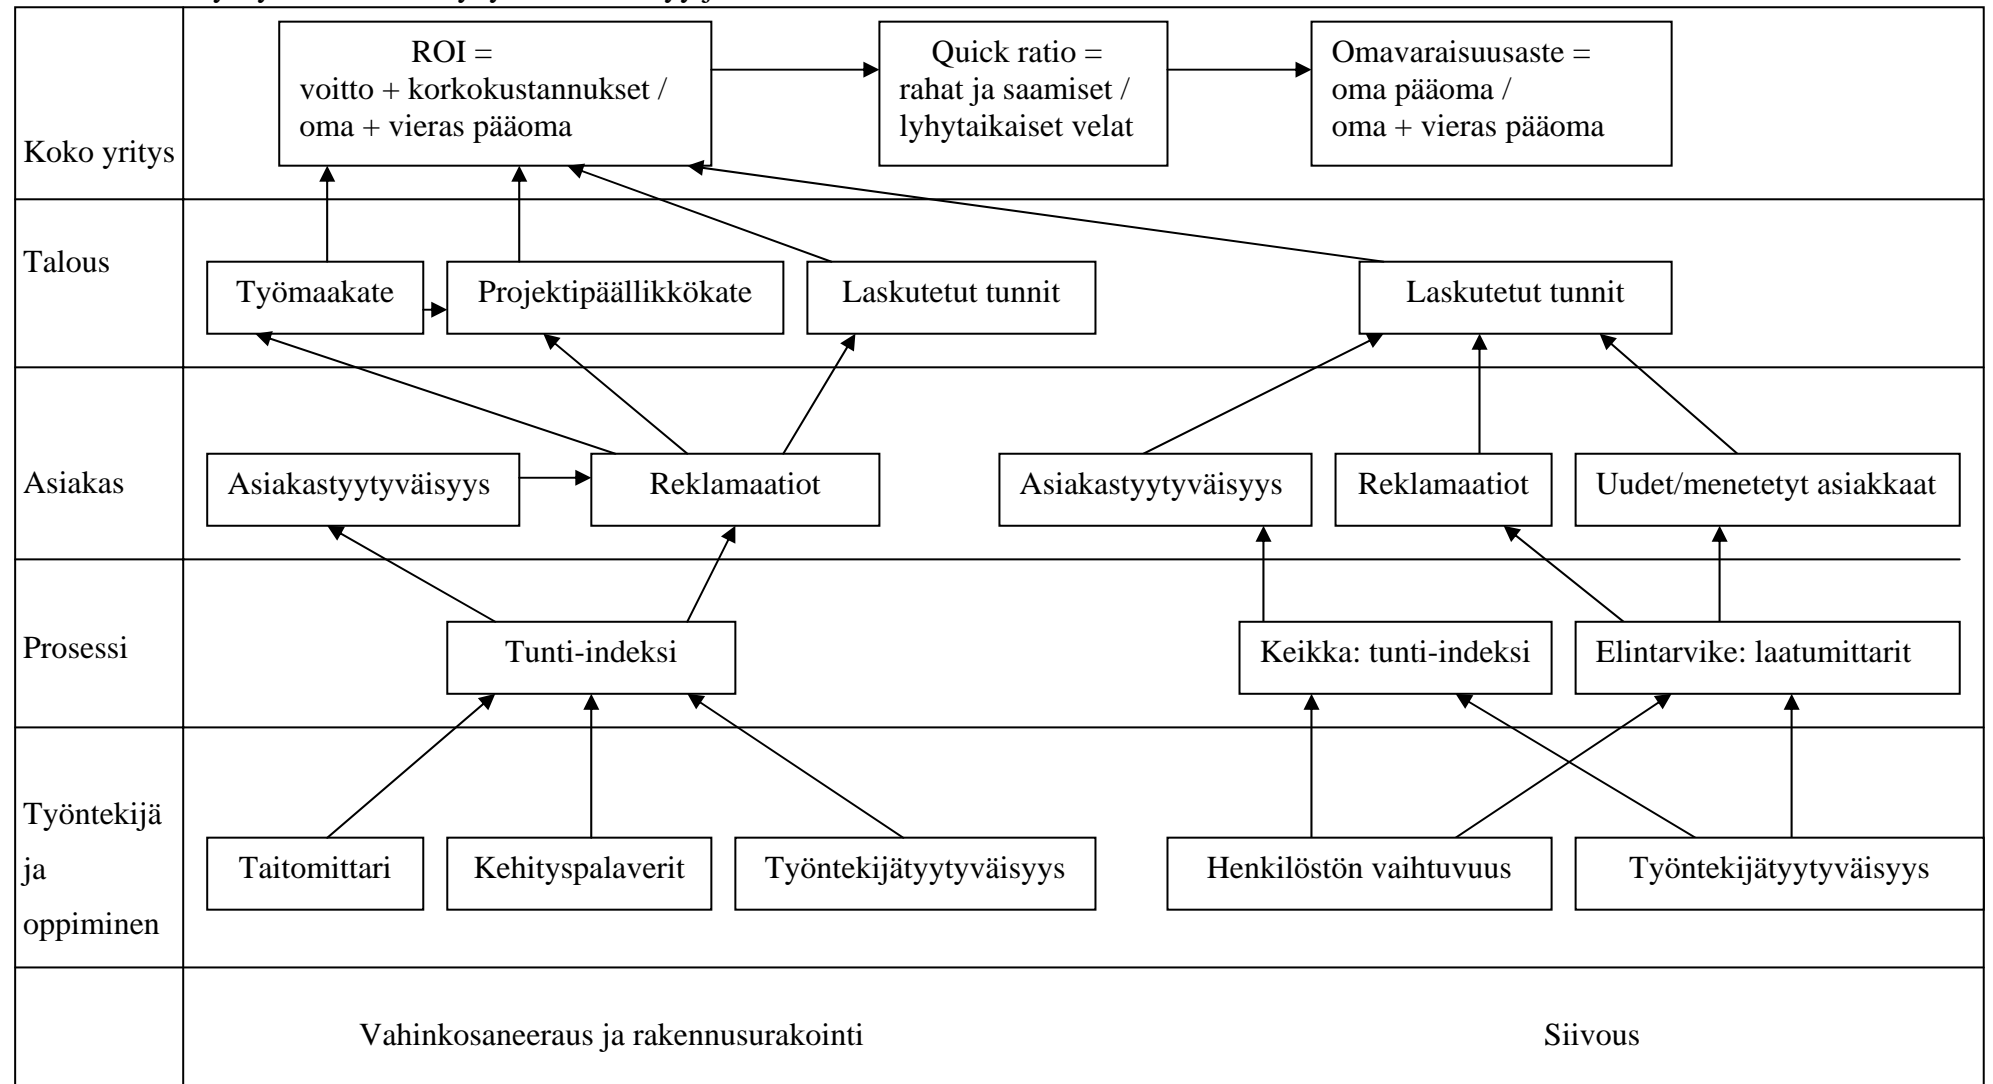 ROI =
voitto + korkokustannukset /
oma + vieras pääoma
Quick ratio =
rahat ja saamiset /
lyhytaikaiset velat
Omavaraisuusaste =
oma pääoma /
oma + vieras pääoma
Koko yritys
Talous
Työmaakate
Projektipäällikkökate
Laskutetut tunnit
Laskutetut tunnit
Asiakas
Asiakastyytyväisyys
Reklamaatiot
Asiakastyytyväisyys
Reklamaatiot
Uudet/menetetyt asiakkaat
Prosessi
Tunti-indeksi
Keikka: tunti-indeksi
Elintarvike: laatumittarit
Työntekijä
ja
oppiminen
Taitomittari
Kehityspalaverit
Työntekijätyytyväisyys
Henkilöstön vaihtuvuus
Työntekijätyytyväisyys
Vahinkosaneeraus ja rakennusurakointi
Siivous